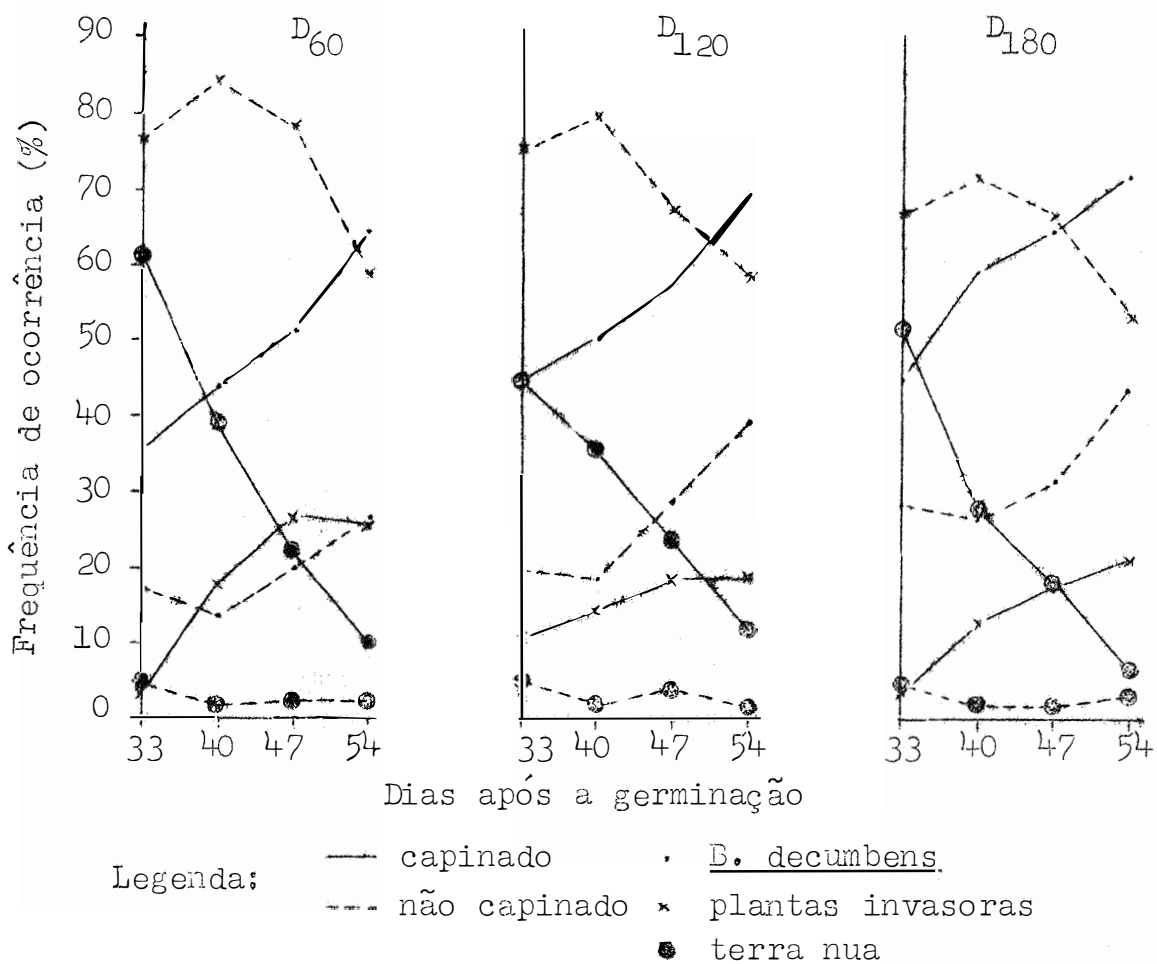 D60 D120 D180
Frequência de ocorrência (%)
90
80
70
60
50
40
30
20
10
0
33 40 47 54 33 40 47 54 33 40 47 54
Dias após a germinação
Legenda:
capinado
não capinado
B. decumbens
plantas invasoras
terra nua